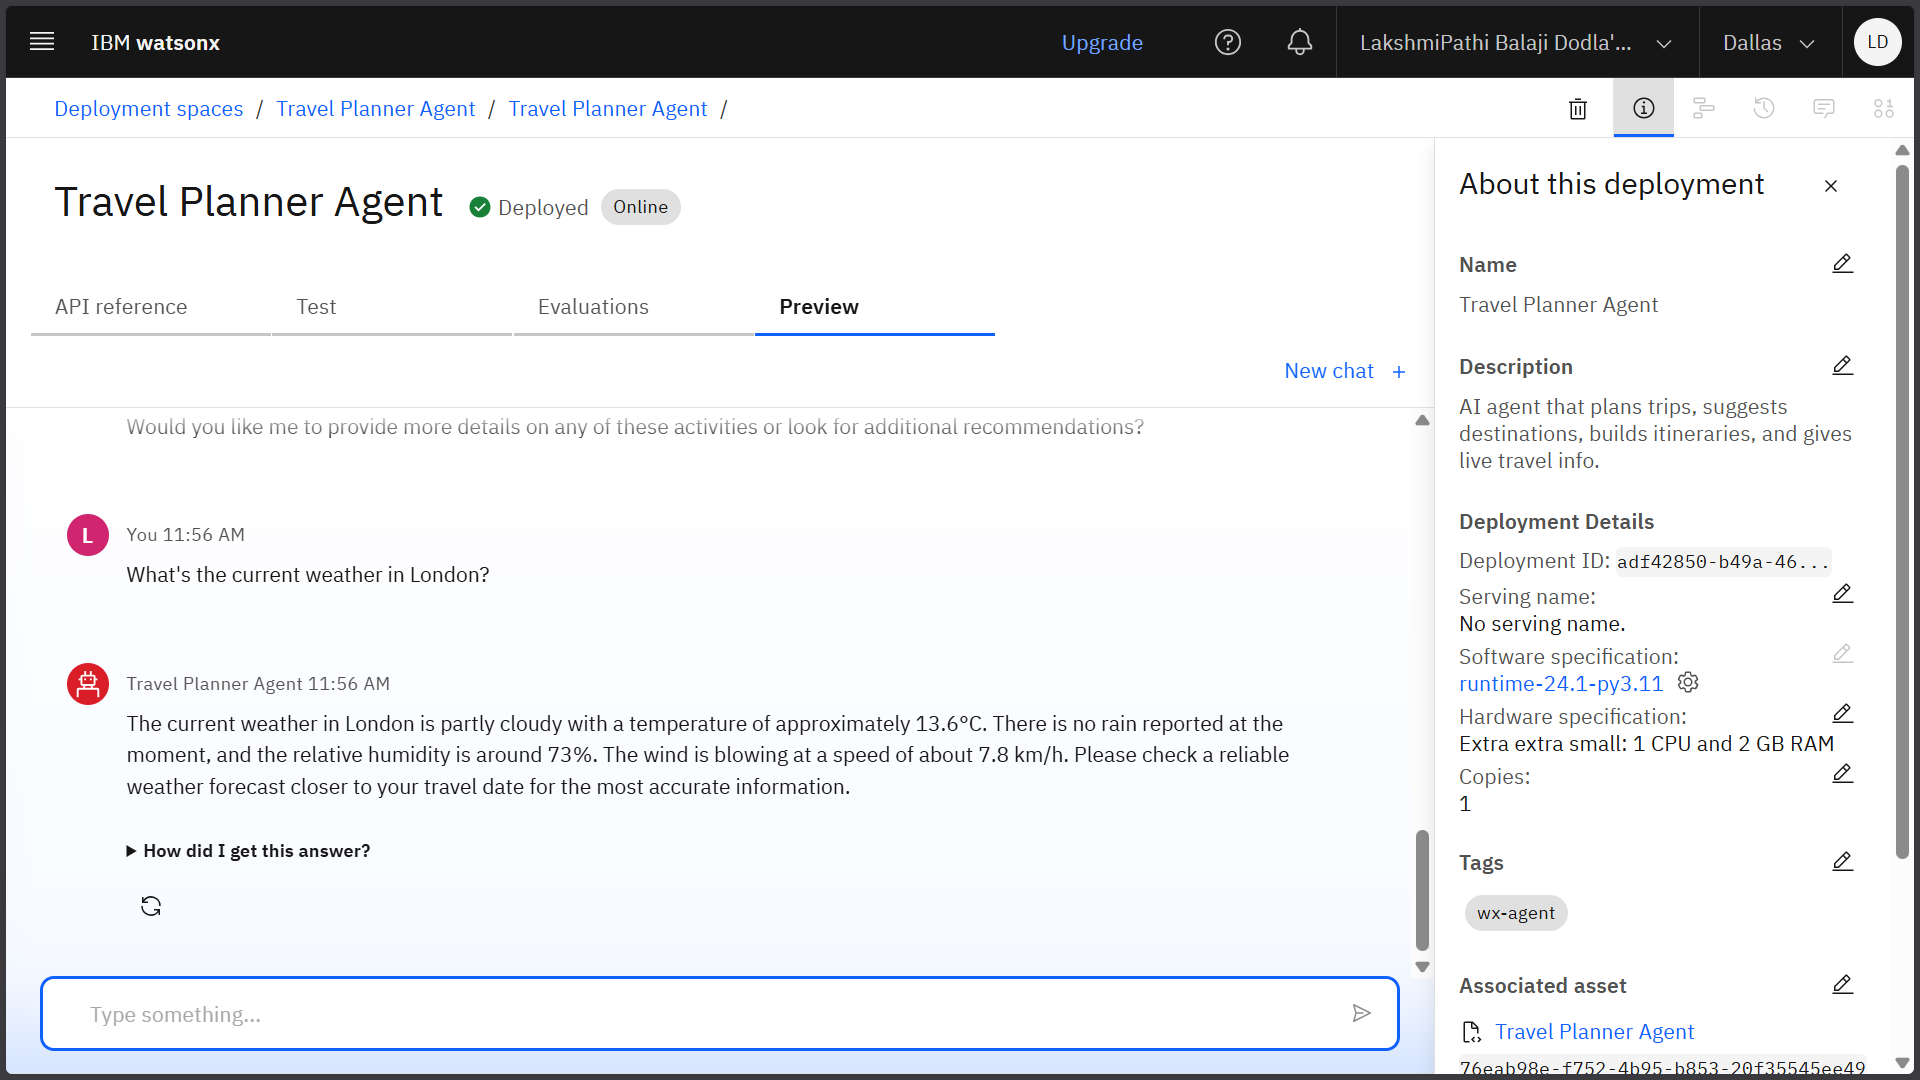 IBM watsonx
Upgrade
LakshmiPathi Balaji Dodla'...
Dallas
LD
Deployment spaces / Travel Planner Agent / Travel Planner Agent /
Travel Planner Agent
Deployed
Online
API reference
Test
Evaluations
Preview
New chat +
Would you like me to provide more details on any of these activities or look for additional recommendations?
L
You 11:56 AM
What's the current weather in London?
Travel Planner Agent 11:56 AM
The current weather in London is partly cloudy with a temperature of approximately 13.6°C. There is no rain reported at the
moment, and the relative humidity is around 73%. The wind is blowing at a speed of about 7.8 km/h. Please check a reliable
weather forecast closer to your travel date for the most accurate information.
How did I get this answer?
Type something...
About this deployment
Name
Travel Planner Agent
Description
AI agent that plans trips, suggests
destinations, builds itineraries, and gives
live travel info.
Deployment Details
Deployment ID: adf42850-b49a-46...
Serving name:
No serving name.
Software specification:
runtime-24.1-py3.11
Hardware specification:
Extra extra small: 1 CPU and 2 GB RAM
Copies:
1
Tags
wx-agent
Associated asset
Travel Planner Agent
76eab98e-f752-4b95-b853-20f35545ee49